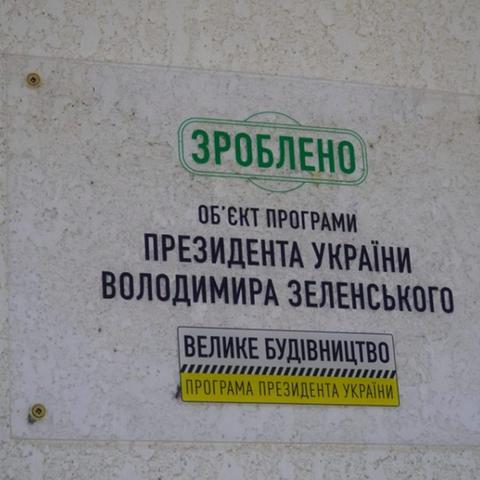 ЗРОБЛЕНО
ОБ'ЄКТ ПРОГРАМИ
ПРЕЗИДЕНТА УКРАЇНИ
ВОЛОДИМИРА ЗЕЛЕНСЬКОГО
ВЕЛИКЕ БУДІВНИЦТВО
ПРОГРАМА ПРЕЗИДЕНТА УКРАЇНИ